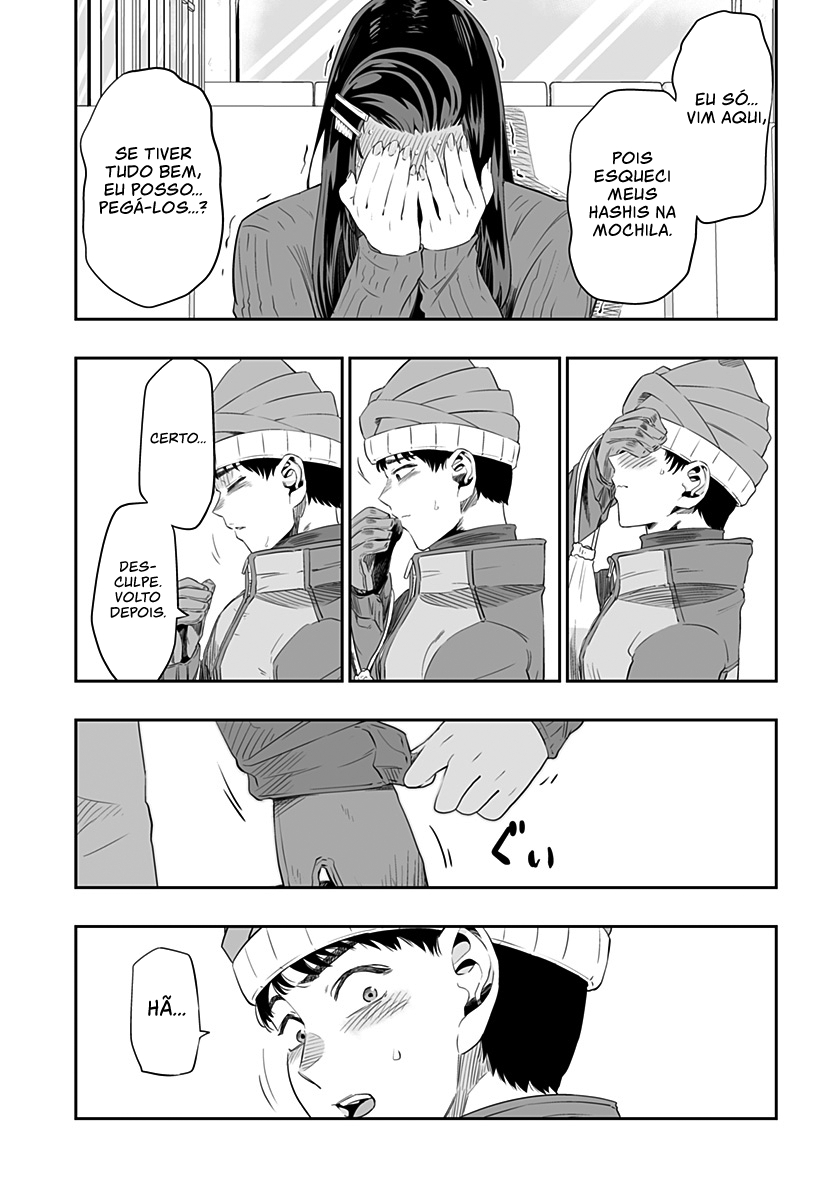 EU SÓ...
VIM AQUI,
POIS
ESQUECI
MEUS
HASHIS NA
MOCHILA.
SE TIVER
TUDO BEM,
EU POSSO...
PEGÁ-LOS...?
CERTO...
DES-
CULPE.
VOLTO
DEPOIS.
ぐい
HÃ...